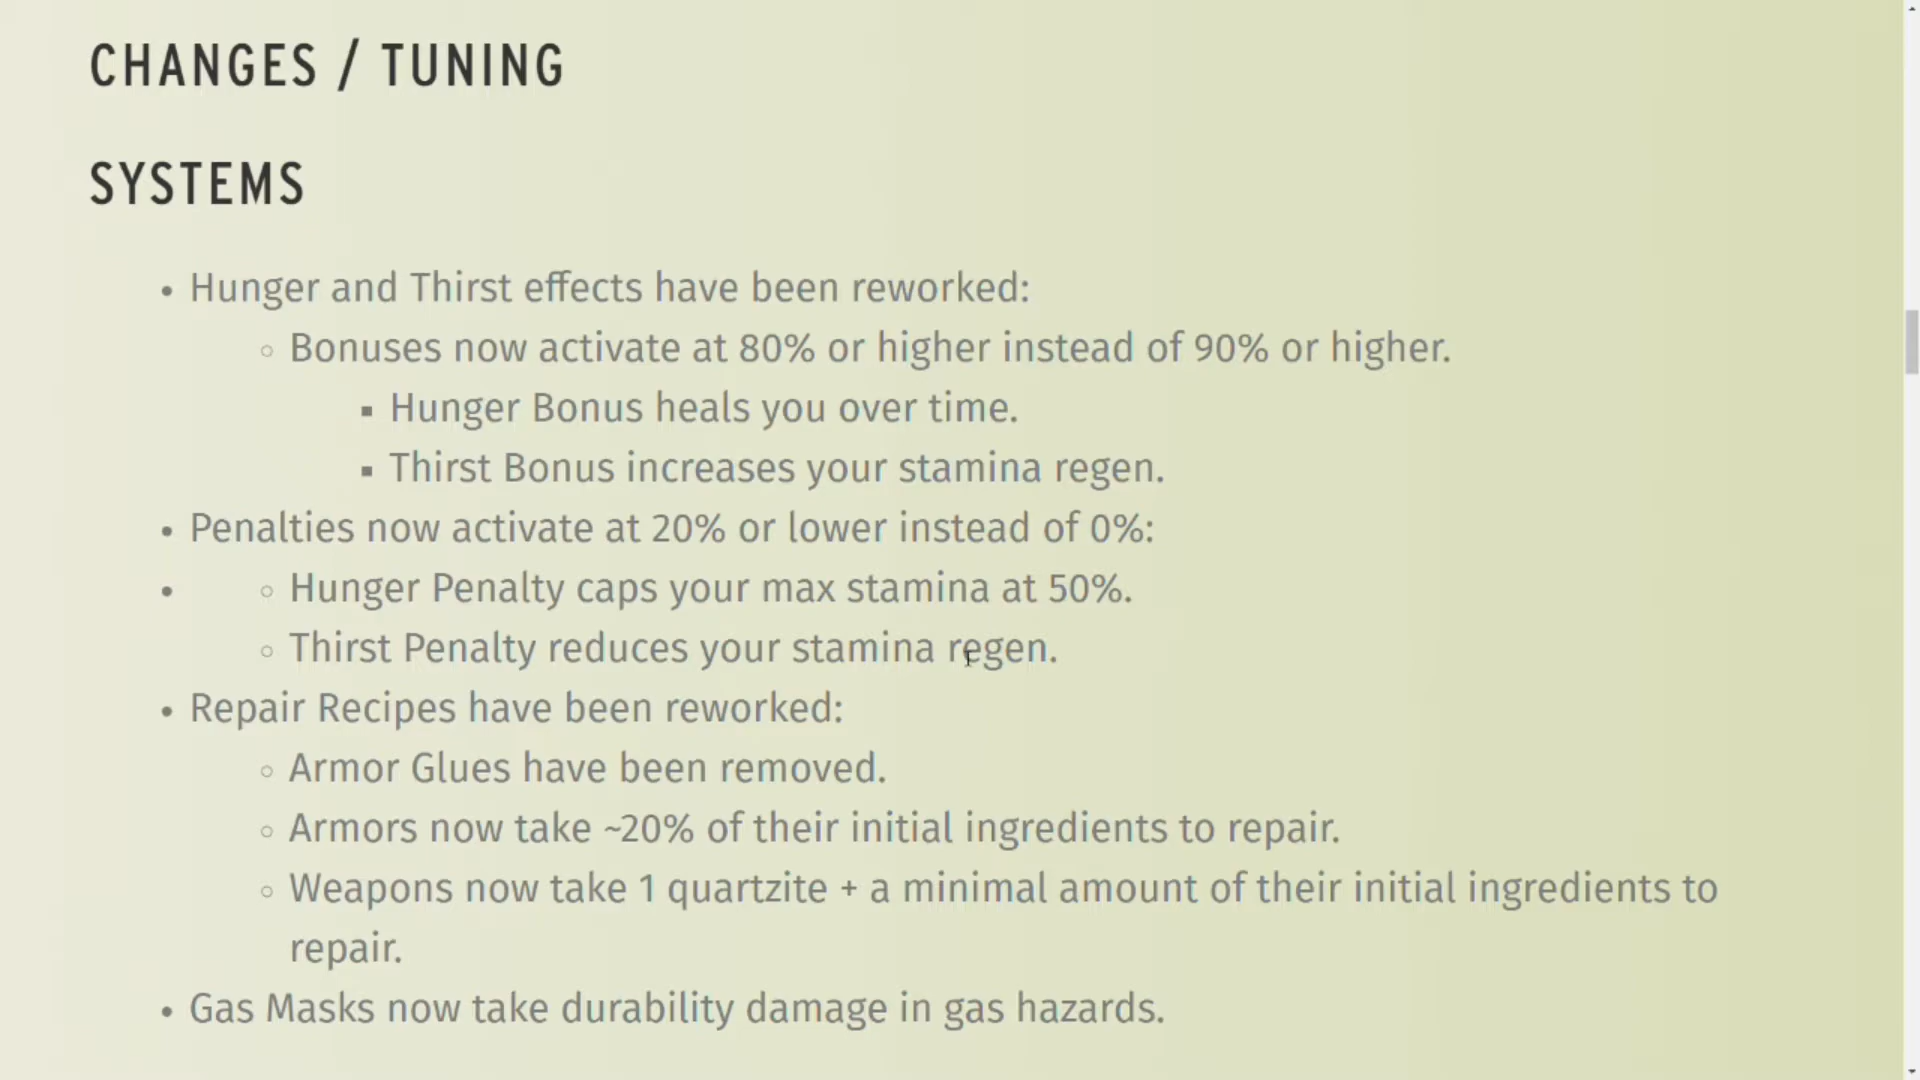 CHANGES / TUNING
SYSTEMS
• Hunger and Thirst effects have been reworked:
◦ Bonuses now activate at 80% or higher instead of 90% or higher.
▪ Hunger Bonus heals you over time.
▪ Thirst Bonus increases your stamina regen.
• Penalties now activate at 20% or lower instead of 0%:
• ◦ Hunger Penalty caps your max stamina at 50%.
◦ Thirst Penalty reduces your stamina regen.
• Repair Recipes have been reworked:
◦ Armor Glues have been removed.
◦ Armors now take ~20% of their initial ingredients to repair.
◦ Weapons now take 1 quartzite + a minimal amount of their initial ingredients to
repair.
• Gas Masks now take durability damage in gas hazards.